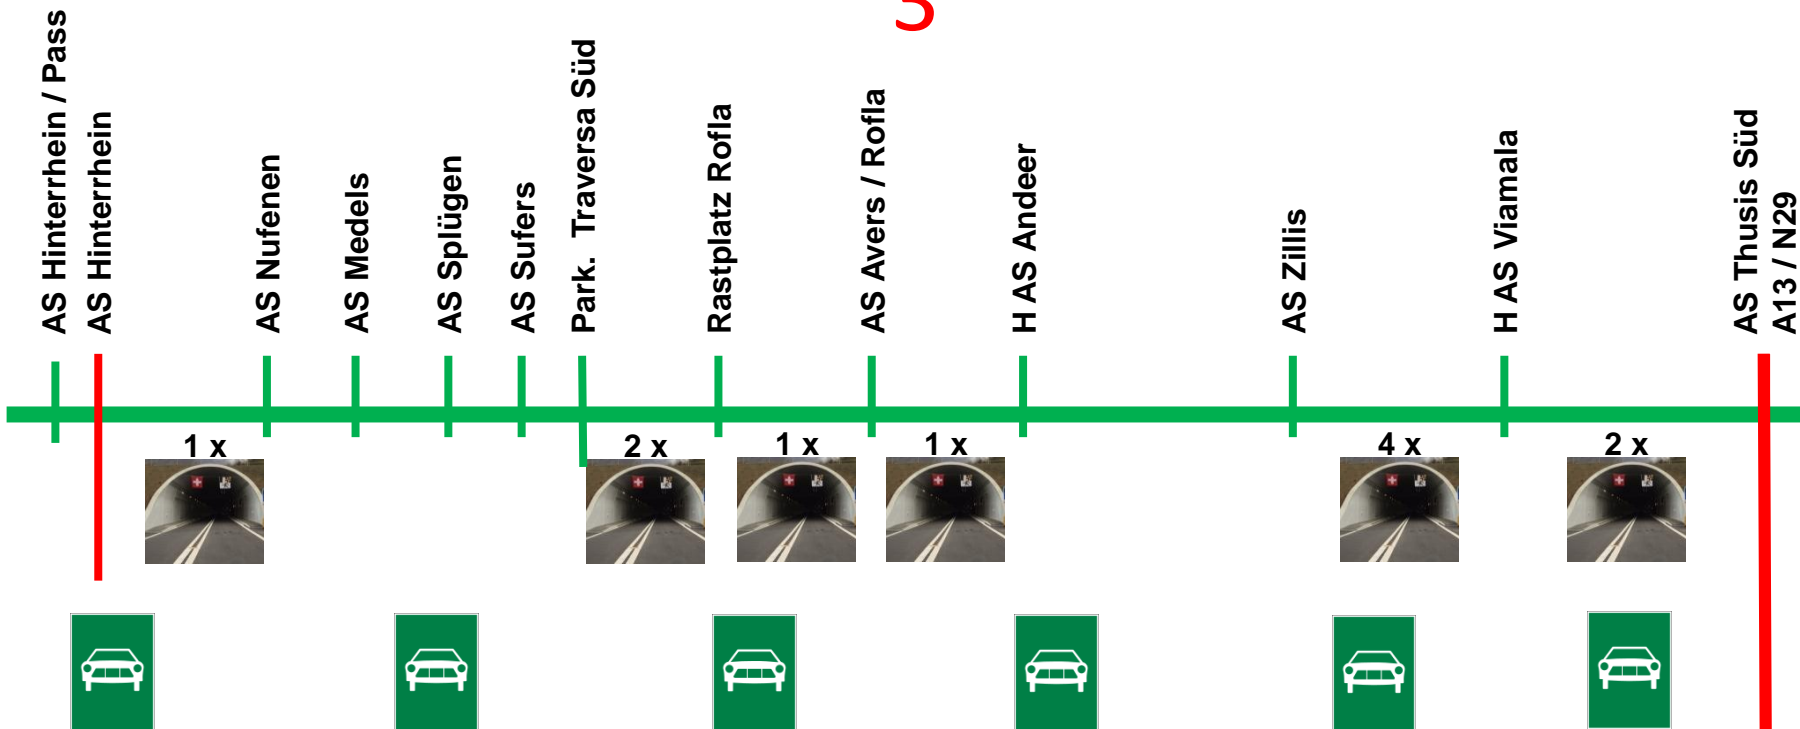 3
AS Hinterrhein / Pass
AS Hinterrhein
AS Nufenen
AS Medels
AS Splügen
AS Sufers
Park. Traversa Süd
Rastplatz Rofla
AS Avers / Rofla
H AS Andeer
AS Zillis
H AS Viamala
AS Thusis Süd
A13 / N29
1 x
2 x
1 x
1 x
4 x
2 x